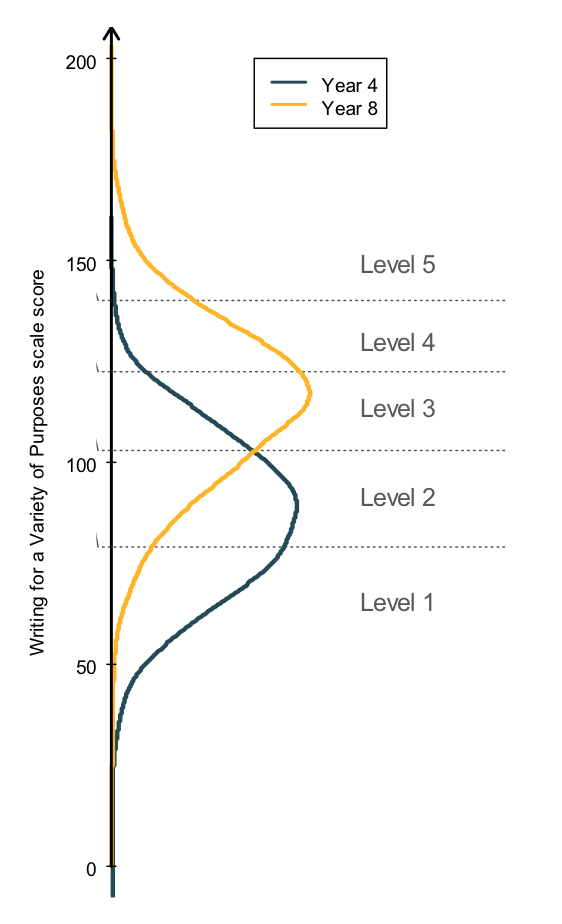 200
Year 4
Year 8
150
Level 5
Level 4
Level 3
100
Level 2
Level 1
50
0
Writing for a Variety of Purposes scale score